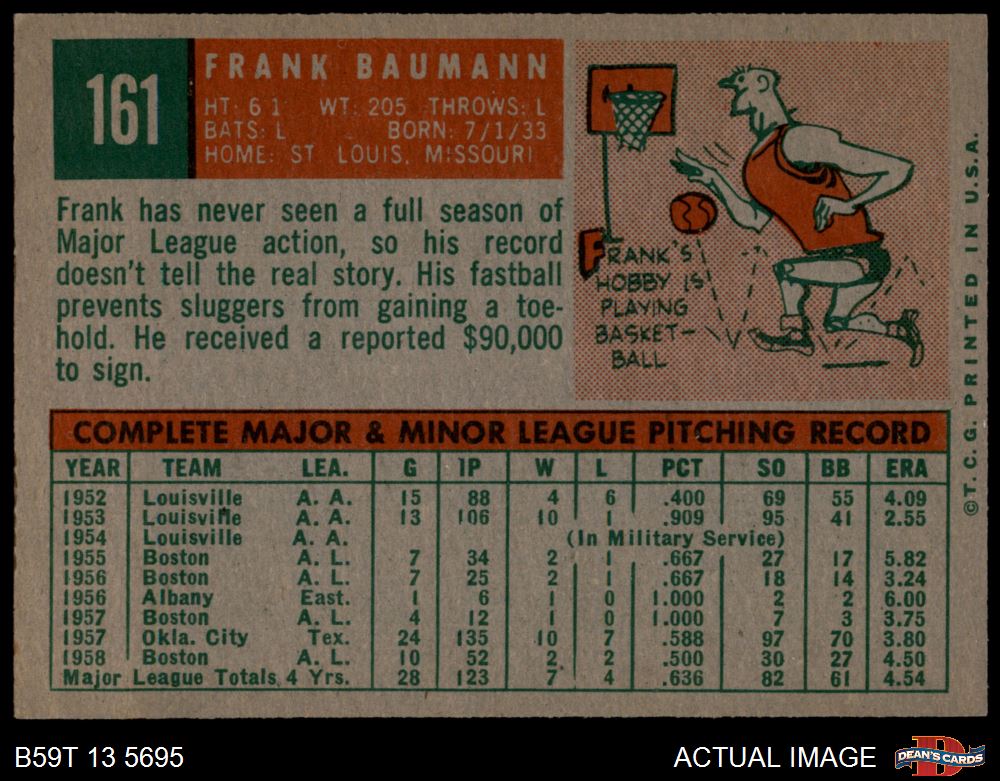 161
FRANK BAUMANN
HT: 6 1 WT: 205 THROWS: L
BATS: L BORN: 7/1/33
HOME: ST. LOUIS, MISSOURI
Frank has never seen a full season of
Major League action, so his record
doesn't tell the real story. His fastball
prevents sluggers from gaining a toe-
hold. He received a reported $90,000
to sign.
FRANK'S
HOBBY IS
PLAYING
BASKET-
BALL
© T. C. G. PRINTED IN U.S.A.
COMPLETE MAJOR & MINOR LEAGUE PITCHING RECORD
YEAR TEAM LEA. G IP W L PCT SO BB ERA
1952 Louisville A. A. 15 88 4 6 .400 69 55 4.09
1953 Louisville A. A. 13 106 10 1 .909 95 41 2.55
1954 Louisville A. A. (In Military Service)
1955 Boston A. L. 7 34 2 1 .667 27 17 5.82
1956 Boston A. L. 7 25 2 1 .667 18 14 3.24
1956 Albany East. 1 6 1 0 1.000 2 2 6.00
1957 Boston A. L. 4 12 1 0 1.000 7 3 3.75
1957 Okla. City Tex. 24 135 10 7 .588 97 70 3.80
1958 Boston A. L. 10 52 2 2 .500 30 27 4.50
Major League Totals 4 Yrs. 28 123 7 4 .636 82 61 4.54
B59T 13 5695
ACTUAL IMAGE
D
DEAN'S CARDS